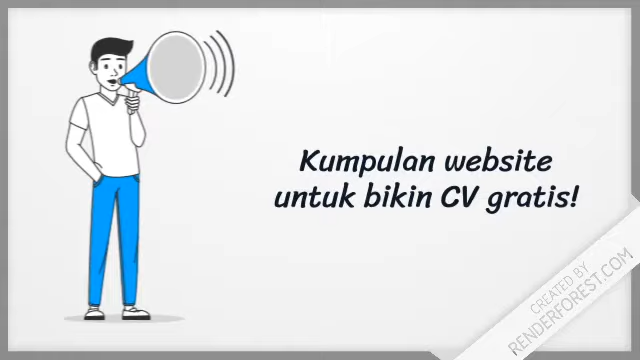 Kumpulan website
untuk bikin CV gratis!
CREATED BY
RENDERFOREST.COM